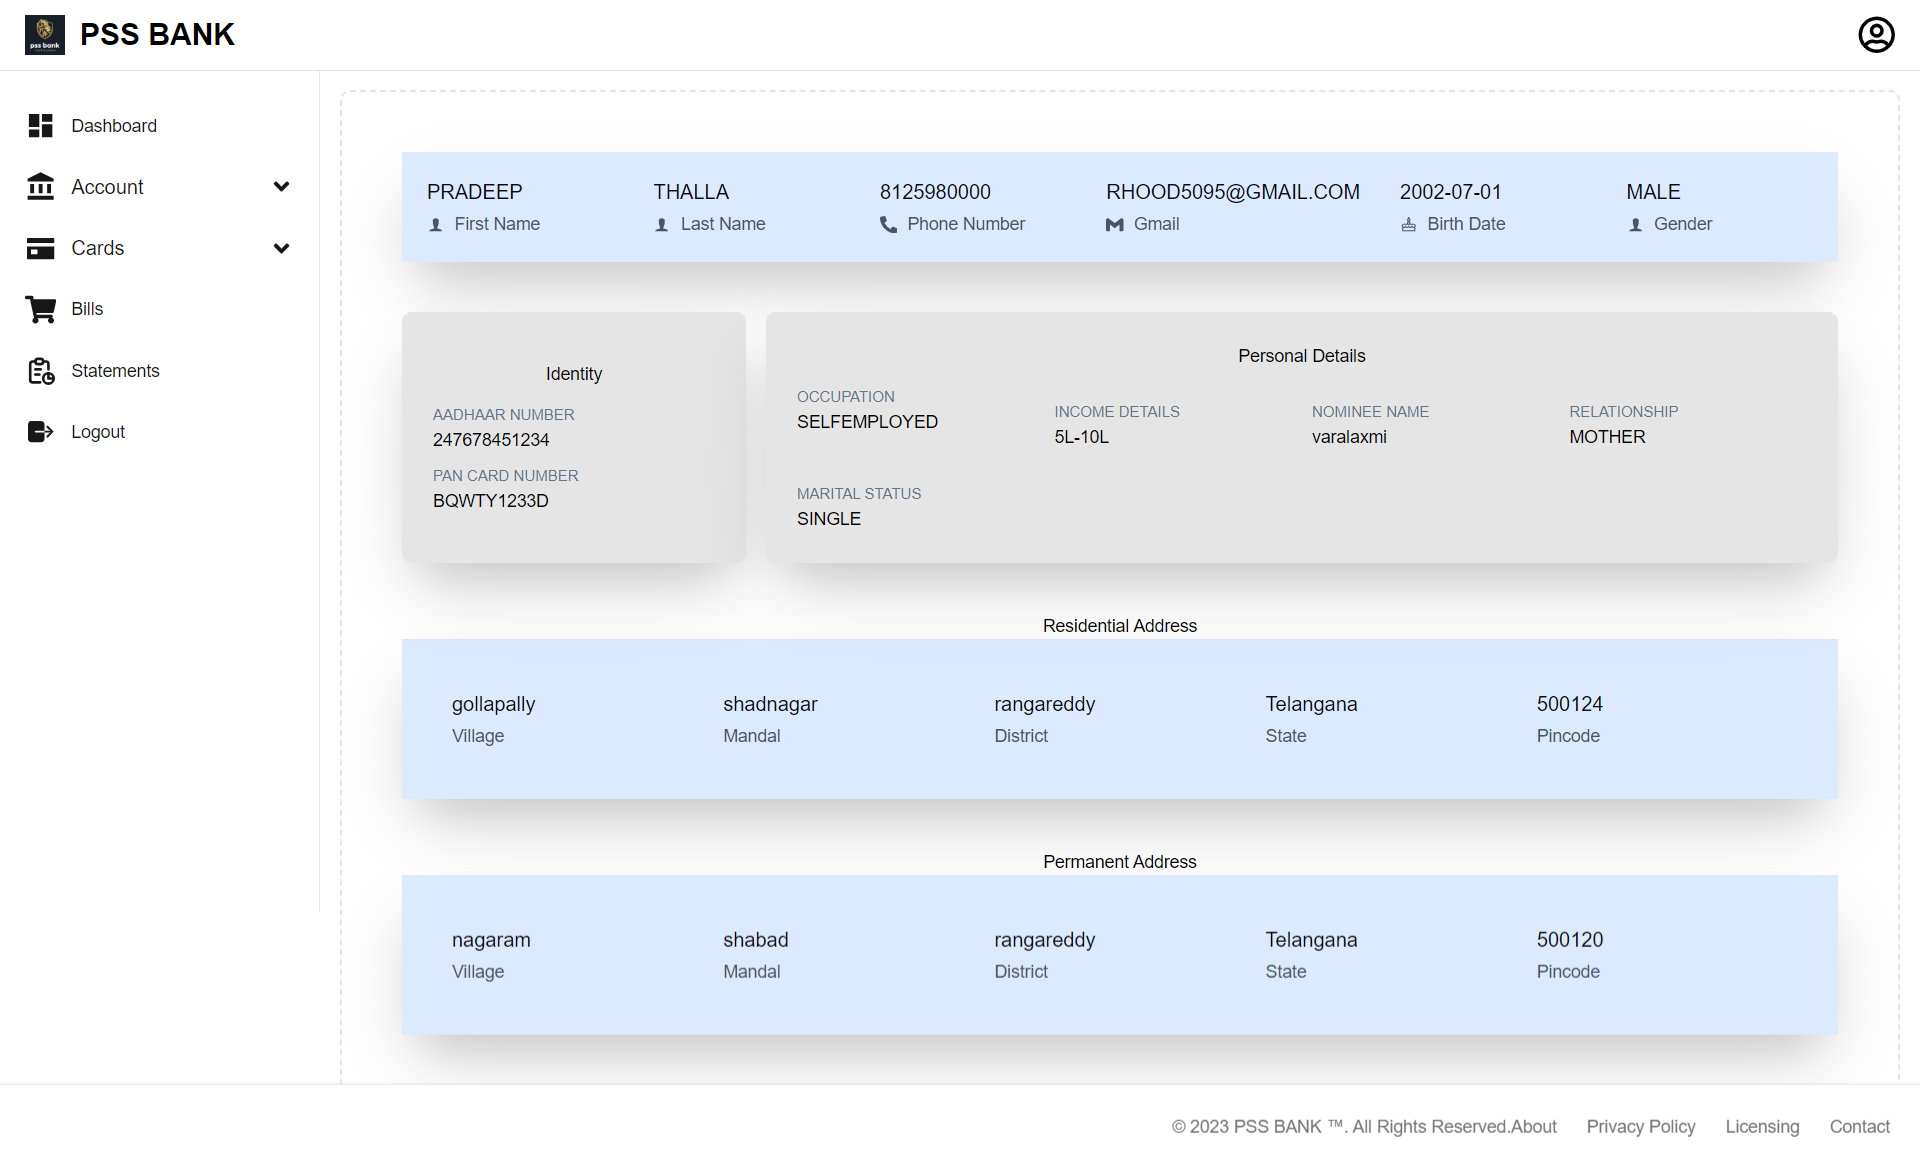 pss bank
PSS BANK
Dashboard
Account
Cards
Bills
Statements
Logout
PRADEEP THALLA 8125980000 RHOOD5095@GMAIL.COM 2002-07-01 MALE
First Name Last Name Phone Number Gmail Birth Date Gender
Identity
AADHAAR NUMBER
247678451234
PAN CARD NUMBER
BQWTY1233D
Personal Details
OCCUPATION INCOME DETAILS NOMINEE NAME RELATIONSHIP
SELFEMPLOYED 5L-10L varalaxmi MOTHER
MARITAL STATUS
SINGLE
Residential Address
gollapally shadnagar rangareddy Telangana 500124
Village Mandal District State Pincode
Permanent Address
nagaram shabad rangareddy Telangana 500120
Village Mandal District State Pincode
© 2023 PSS BANK ™. All Rights Reserved.About Privacy Policy Licensing Contact